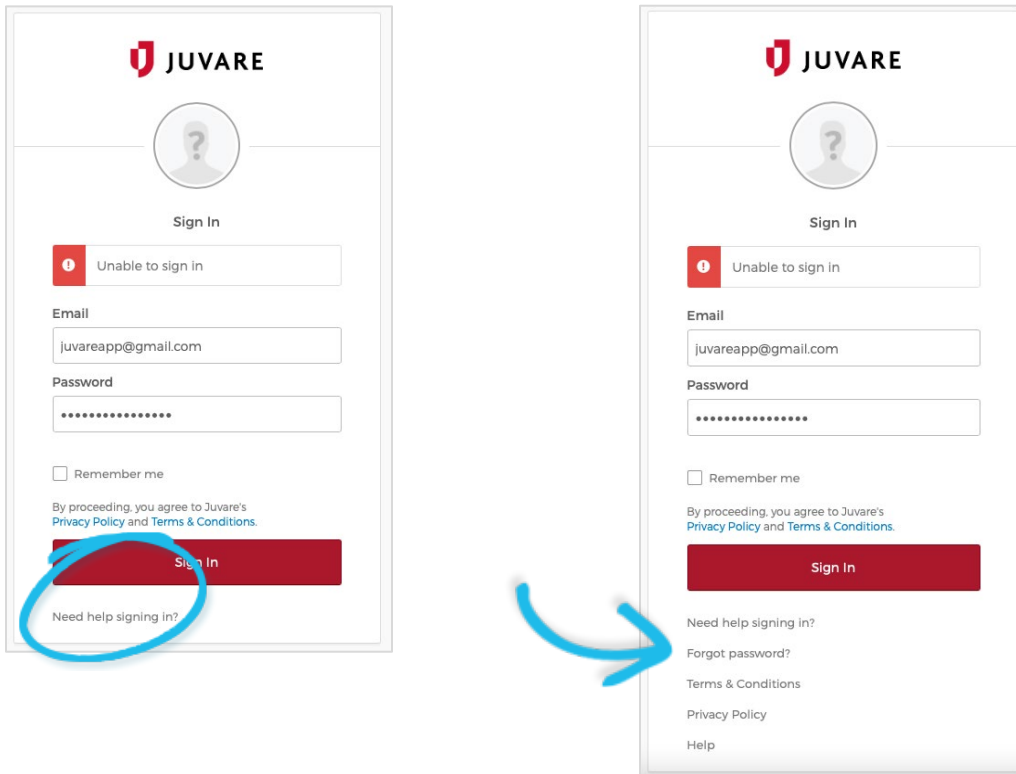 JUVARE
Sign In
Unable to sign in
Email
juvareapp@gmail.com
Password
Remember me
By proceeding, you agree to Juvare's
Privacy Policy and Terms & Conditions.
Sign In
Need help signing in?
JUVARE
Sign In
Unable to sign in
Email
juvareapp@gmail.com
Password
Remember me
By proceeding, you agree to Juvare's
Privacy Policy and Terms & Conditions.
Sign In
Need help signing in?
Forgot password?
Terms & Conditions
Privacy Policy
Help